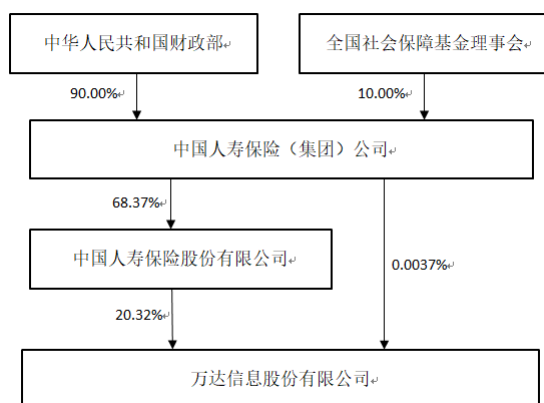 中华人民共和国财政部
全国社会保障基金理事会
90.00%
10.00%
中国人寿保险（集团）公司
68.37%
中国人寿保险股份有限公司
0.0037%
20.32%
万达信息股份有限公司